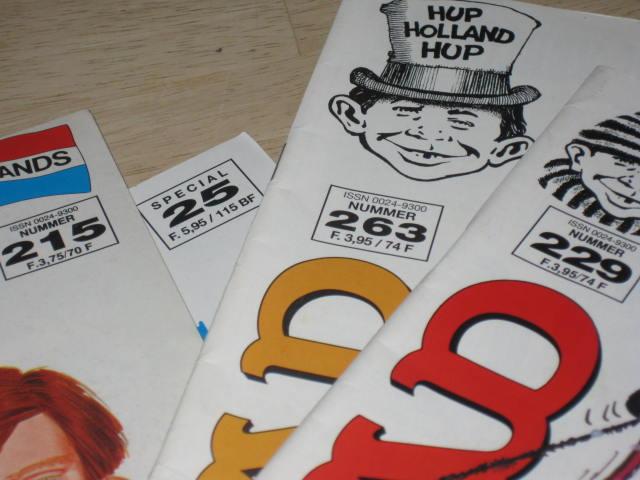 HUP
HOLLAND
HUP
ANDS
ISSN 0024-9300
NUMMER
215
F.3,75/70 F
SPECIAL
25
F. 5,95 / 115 BF
ISSN 0024-9300
NUMMER
263
F. 3,95 / 74 F
ISSN 0024-9300
NUMMER
229
F.3,95/74 F
D
D